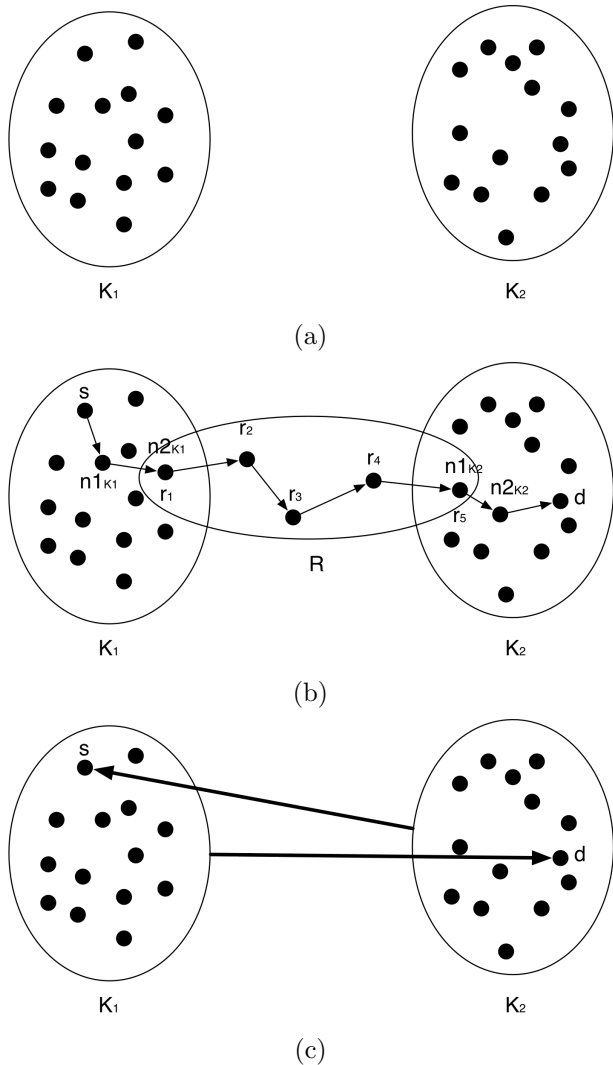 K₁ K₂
(a)
s
n2K1 r₂
n1K1 r₁ r₃ r₄ n1K2 r₅ n2K2 d
R
K₁ K₂
(b)
s
d
K₁ K₂
(c)